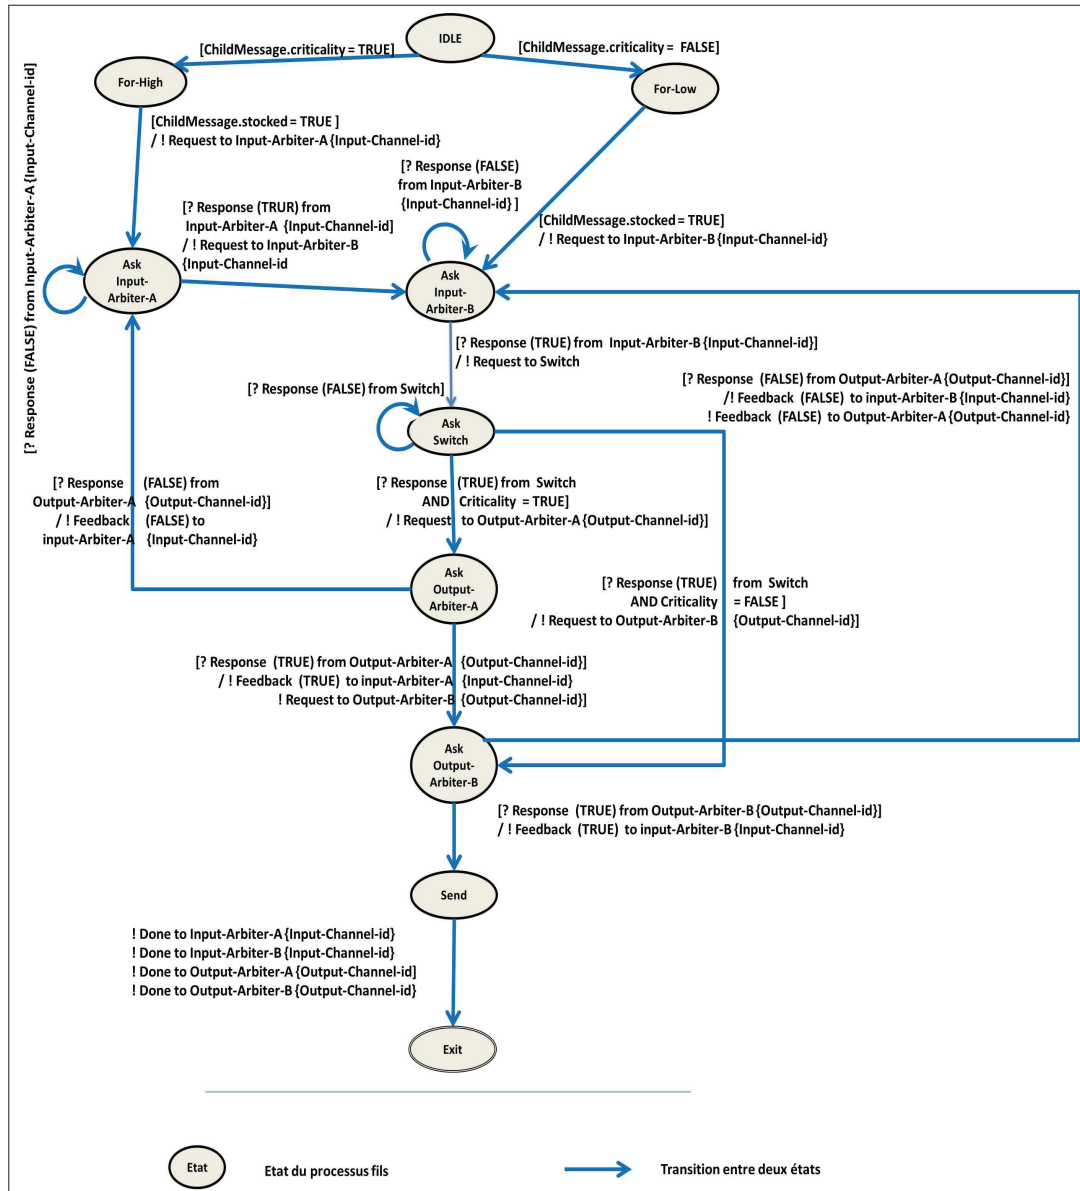 IDLE
[ChildMessage.criticality = TRUE]
[ChildMessage.criticality = FALSE]
For-High
For-Low
[? Response (FALSE) from Input-Arbiter-A {Input-Channel-id]
[ChildMessage.stocked = TRUE ]
/ ! Request to Input-Arbiter-A {Input-Channel-id}
[? Response (FALSE)
from Input-Arbiter-B
{Input-Channel-id} ]
[ChildMessage.stocked = TRUE]
/ ! Request to Input-Arbiter-B {Input-Channel-id}
[? Response (TRUR) from
Input-Arbiter-A {Input-Channel-id]
/ ! Request to Input-Arbiter-B
{Input-Channel-id
Ask
Input-
Arbiter-A
Ask
Input-
Arbiter-B
[? Response (TRUE) from Input-Arbiter-B {Input-Channel-id}]
/ ! Request to Switch
[? Response (FALSE) from Switch]
[? Response (FALSE) from Output-Arbiter-A {Output-Channel-id}]
/! Feedback (FALSE) to input-Arbiter-B {Input-Channel-id}
! Feedback (FALSE) to Output-Arbiter-A {Output-Channel-id}
Ask
Switch
[? Response (FALSE) from
Output-Arbiter-A {Output-Channel-id}]
/ ! Feedback (FALSE) to
input-Arbiter-A {Input-Channel-id}
[? Response (TRUE) from Switch
AND Criticality = TRUE]
/ ! Request to Output-Arbiter-A {Output-Channel-id}]
Ask
Output-
Arbiter-A
[? Response (TRUE) from Switch
AND Criticality = FALSE ]
/ ! Request to Output-Arbiter-B {Output-Channel-id}]
[? Response (TRUE) from Output-Arbiter-A {Output-Channel-id}]
/ ! Feedback (TRUE) to input-Arbiter-A {Input-Channel-id}
! Request to Output-Arbiter-B {Output-Channel-id}]
Ask
Output-
Arbiter-B
[? Response (TRUE) from Output-Arbiter-B {Output-Channel-id}]
/ ! Feedback (TRUE) to input-Arbiter-B {Input-Channel-id}
Send
! Done to Input-Arbiter-A {Input-Channel-id}
! Done to Input-Arbiter-B {Input-Channel-id}
! Done to Output-Arbiter-A {Output-Channel-id]
! Done to Output-Arbiter-B {Output-Channel-id}
Exit
Etat
Etat du processus fils
Transition entre deux états